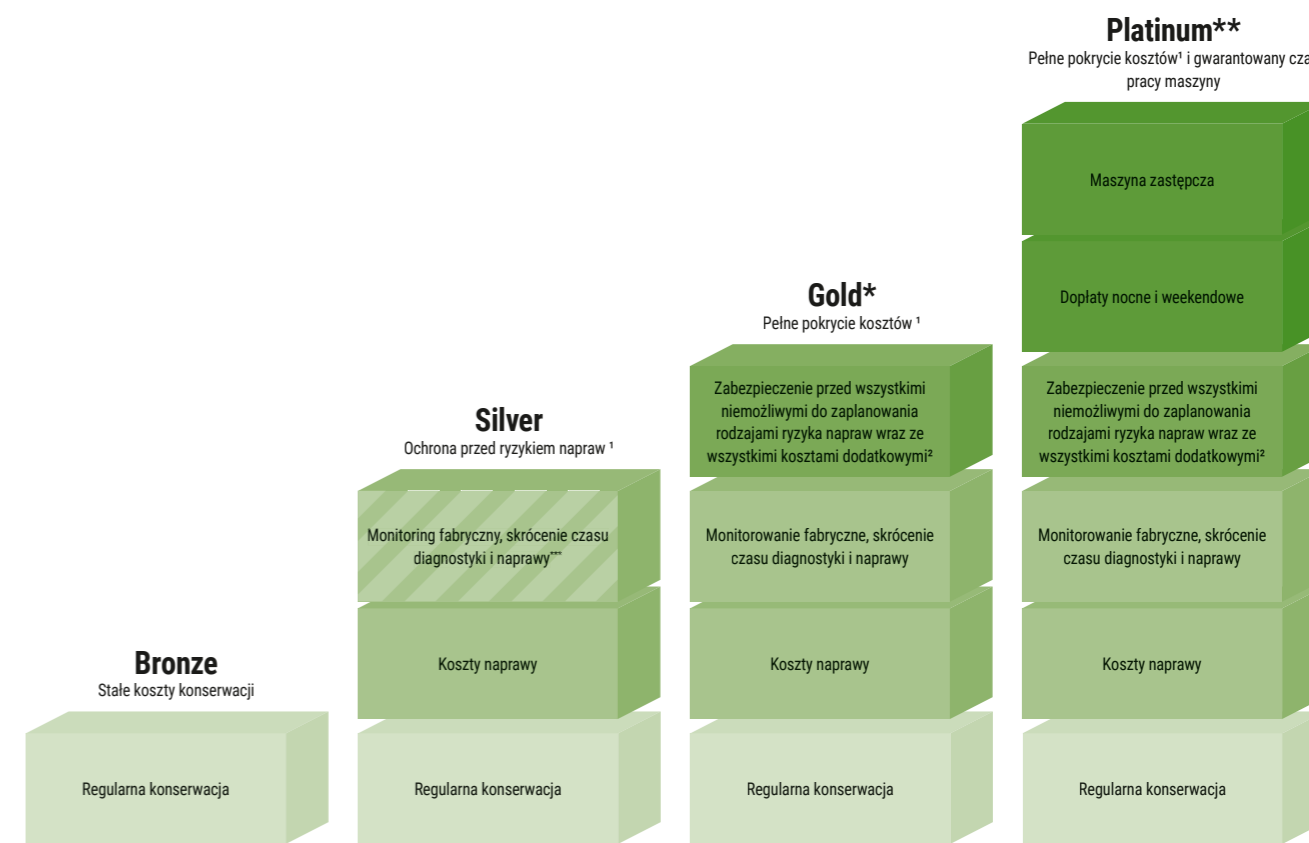 Platinum**
Pełne pokrycie kosztów¹ i gwarantowany cza
pracy maszyny
Maszyna zastępcza
Dopłaty nocne i weekendowe
Zabezpieczenie przed wszystkimi
niemożliwymi do zaplanowania
rodzajami ryzyka napraw wraz ze
wszystkimi kosztami dodatkowymi²
Monitorowanie fabryczne, skrócenie
czasu diagnostyki i naprawy
Koszty naprawy
Regularna konserwacja
Gold*
Pełne pokrycie kosztów ¹
Zabezpieczenie przed wszystkimi
niemożliwymi do zaplanowania
rodzajami ryzyka napraw wraz ze
wszystkimi kosztami dodatkowymi²
Monitorowanie fabryczne, skrócenie
czasu diagnostyki i naprawy
Koszty naprawy
Regularna konserwacja
Silver
Ochrona przed ryzykiem napraw ¹
Monitoring fabryczny, skrócenie czasu
diagnostyki i naprawy***
Koszty naprawy
Regularna konserwacja
Bronze
Stałe koszty konserwacji
Regularna konserwacja